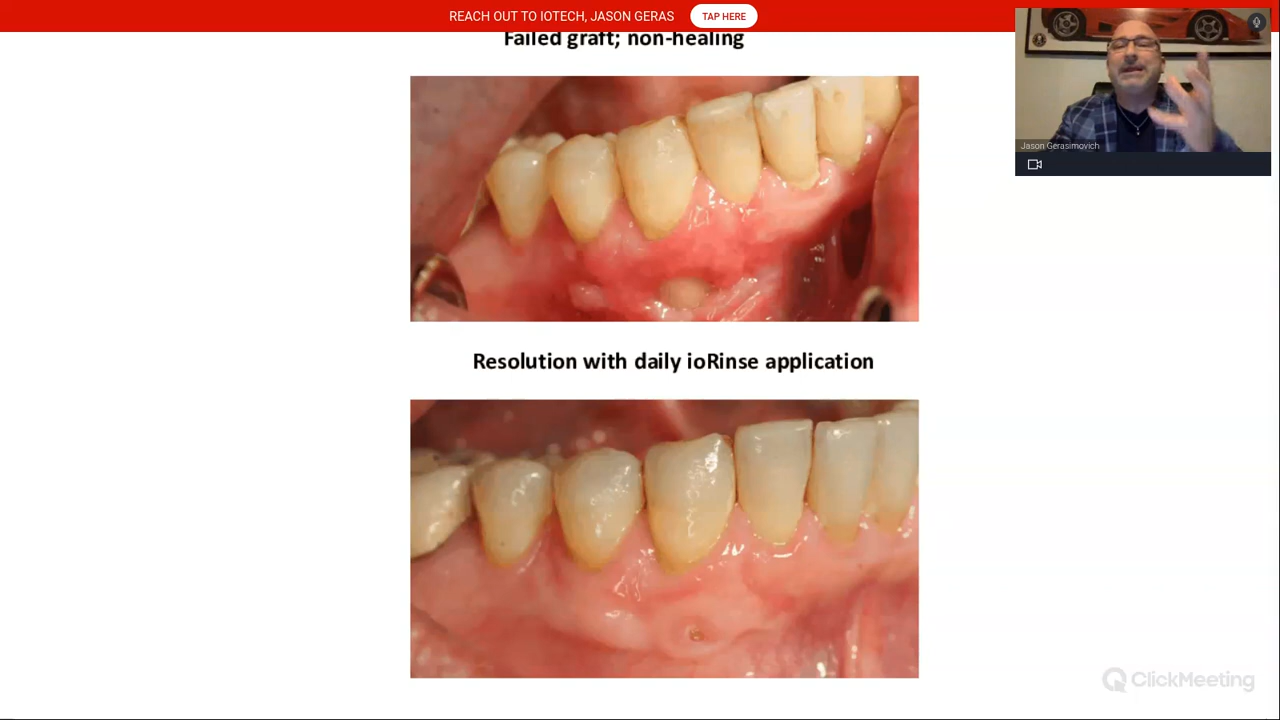 REACH OUT TO IOTECH, JASON GERAS TAP HERE
Failed graft; non-healing
Jason Gerasimovich
Resolution with daily ioRinse application
ClickMeeting